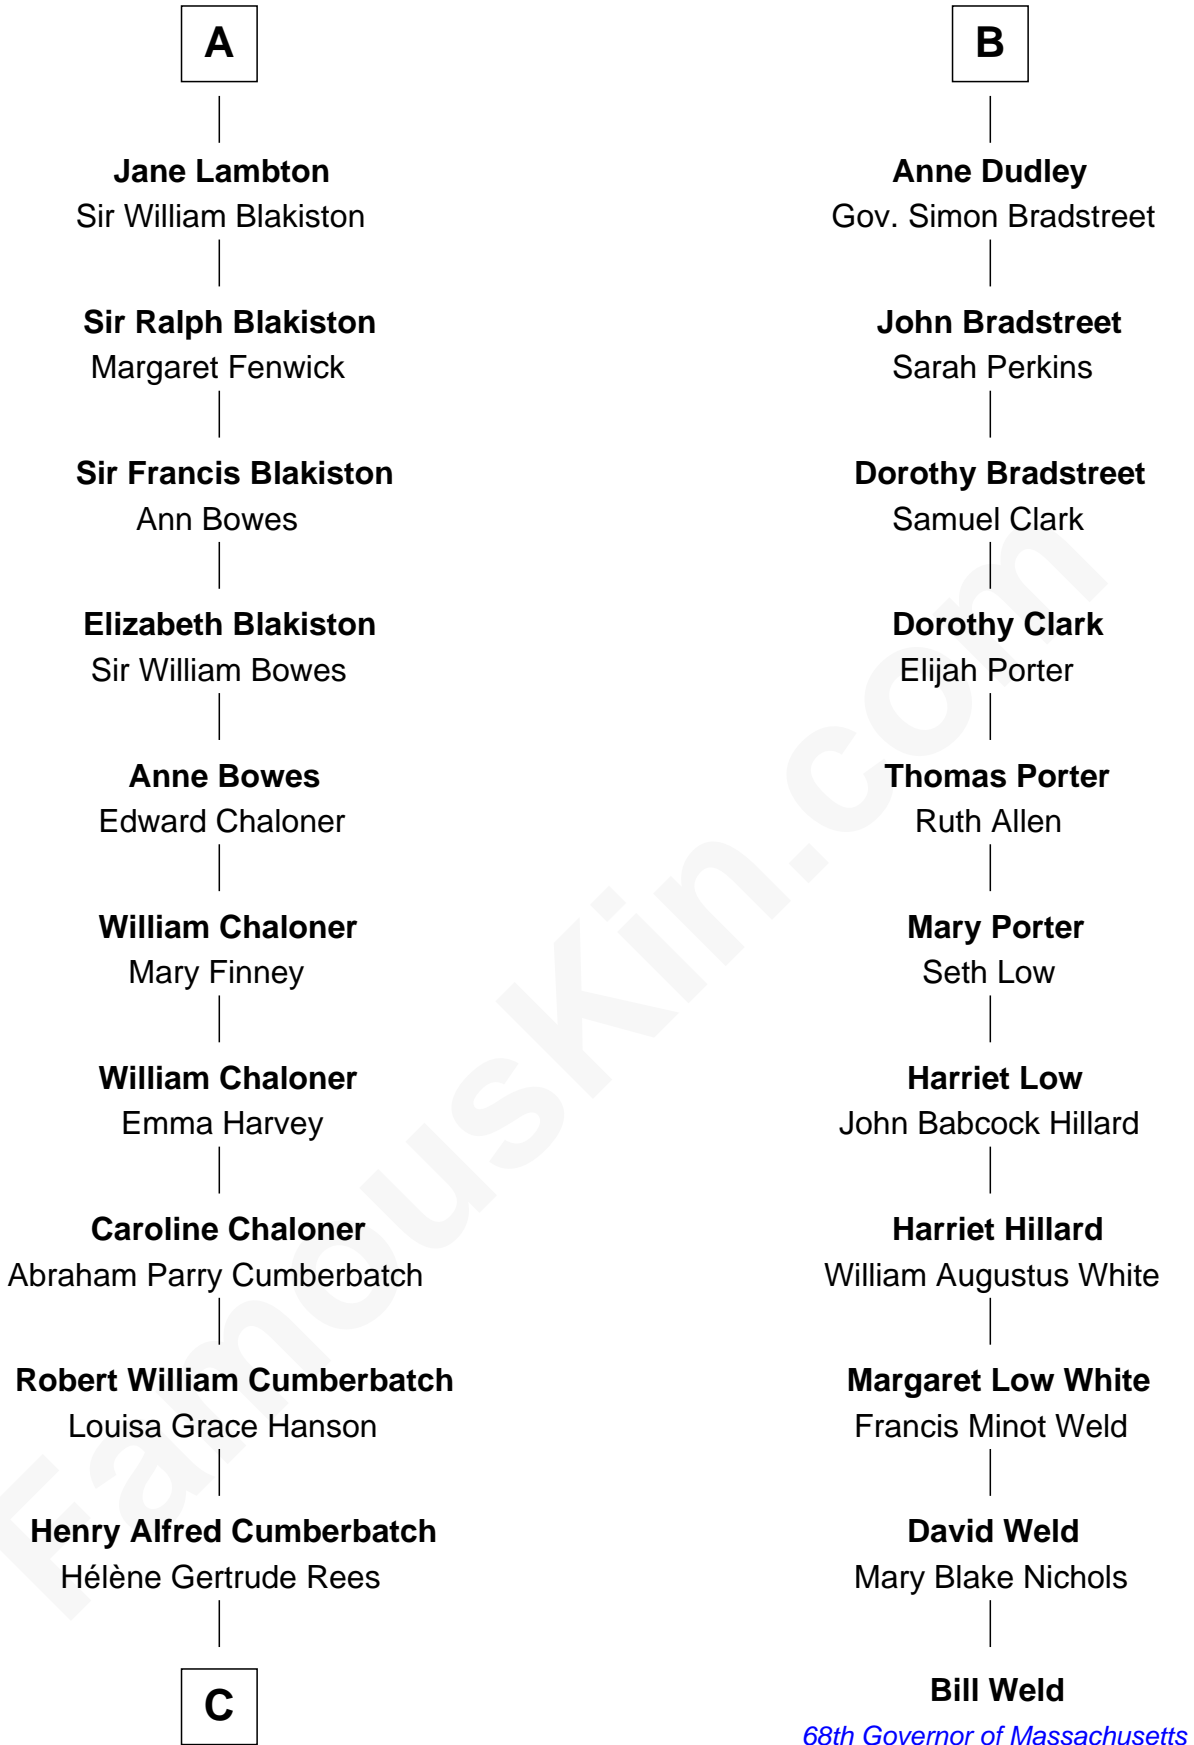 A
Jane Lambton
Sir William Blakiston
Sir Ralph Blakiston
Margaret Fenwick
Sir Francis Blakiston
Ann Bowes
Elizabeth Blakiston
Sir William Bowes
Anne Bowes
Edward Chaloner
William Chaloner
Mary Finney
William Chaloner
Emma Harvey
Caroline Chaloner
Abraham Parry Cumberbatch
Robert William Cumberbatch
Louisa Grace Hanson
Henry Alfred Cumberbatch
Hélène Gertrude Rees
C
B
Anne Dudley
Gov. Simon Bradstreet
John Bradstreet
Sarah Perkins
Dorothy Bradstreet
Samuel Clark
Dorothy Clark
Elijah Porter
Thomas Porter
Ruth Allen
Mary Porter
Seth Low
Harriet Low
John Babcock Hillard
Harriet Hillard
William Augustus White
Margaret Low White
Francis Minot Weld
David Weld
Mary Blake Nichols
Bill Weld
68th Governor of Massachusetts
FamousKin.com